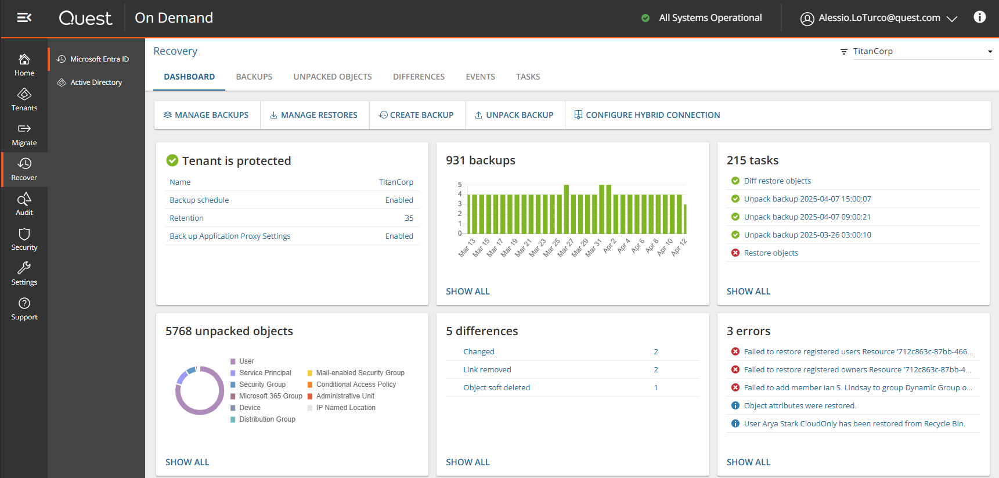 Quest
On Demand
All Systems Operational
Alessio.LoTurco@quest.com
Home
Tenants
Migrate
Recover
Audit
Security
Settings
Support
Microsoft Entra ID
Active Directory
Recovery
TitanCorp
DASHBOARD BACKUPS UNPACKED OBJECTS DIFFERENCES EVENTS TASKS
MANAGE BACKUPS MANAGE RESTORES CREATE BACKUP UNPACK BACKUP CONFIGURE HYBRID CONNECTION
Tenant is protected
Name TitanCorp
Backup schedule Enabled
Retention 35
Back up Application Proxy Settings Enabled
931 backups
5
4
3
2
1
0
Mar 13 Mar 15 Mar 17 Mar 19 Mar 21 Mar 23 Mar 25 Mar 27 Mar 29 Mar 31 Apr 2 Apr 4 Apr 6 Apr 8 Apr 10 Apr 12
SHOW ALL
215 tasks
Diff restore objects
Unpack backup 2025-04-07 15:00:07
Unpack backup 2025-04-07 09:00:21
Unpack backup 2025-03-26 03:00:10
Restore objects
SHOW ALL
5768 unpacked objects
User
Service Principal
Security Group
Microsoft 365 Group
Device
Distribution Group
Mail-enabled Security Group
Conditional Access Policy
Administrative Unit
IP Named Location
SHOW ALL
5 differences
Changed 2
Link removed 2
Object soft deleted 1
SHOW ALL
3 errors
Failed to restore registered users Resource '712c863c-87bb-466...
Failed to restore registered owners Resource '712c863c-87bb-4...
Failed to add member Ian S. Lindsay to group Dynamic Group o...
Object attributes were restored.
User Arya Stark CloudOnly has been restored from Recycle Bin.
SHOW ALL